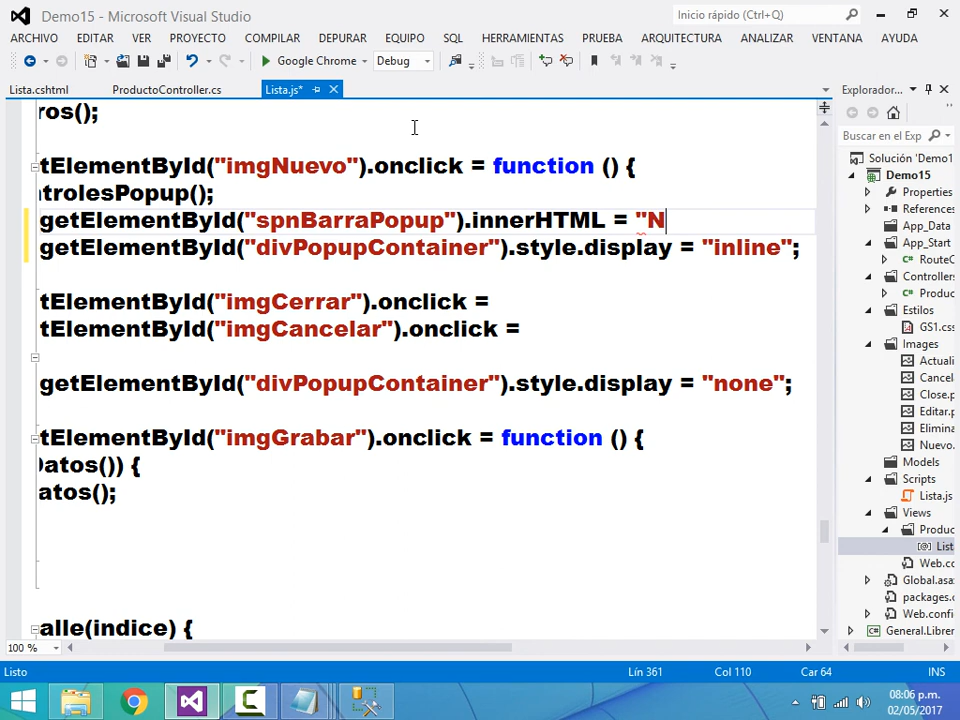 Demo15 - Microsoft Visual Studio
Inicio rápido (Ctrl+Q)
ARCHIVO EDITAR VER PROYECTO COMPILAR DEPURAR EQUIPO SQL HERRAMIENTAS PRUEBA ARQUITECTURA ANALIZAR VENTANA AYUDA
Google Chrome Debug
Lista.cshtml ProductoController.cs Lista.js*
Explorador...
Buscar en el Exp
ros();
tElementById("imgNuevo").onclick = function () {
ntrolesPopup();
getElementById("spnBarraPopup").innerHTML = "N
getElementById("divPopupContainer").style.display = "inline";
tElementById("imgCerrar").onclick =
tElementById("imgCancelar").onclick =
getElementById("divPopupContainer").style.display = "none";
tElementById("imgGrabar").onclick = function () {
Datos()) {
atos();
alle(indice) {
Solución 'Demo1
Demo15
Properties
Reference
App_Data
App_Start
RouteC
Controllers
Produc
Estilos
GS1.css
Images
Actuali
Cancela
Close.p
Editar.p
Elimina
Nuevo.
Models
Scripts
Lista.js
Views
Produc
List
Web.co
Global.asa
packages.c
Web.confi
General.Librer
100 %
Listo Lín 361 Col 110 Car 64 INS
08:06 p.m.
02/05/2017